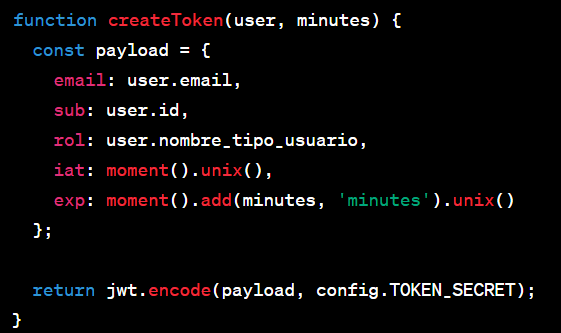 function createToken(user, minutes) {
  const payload = {
    email: user.email,
    sub: user.id,
    rol: user.nombre_tipo_usuario,
    iat: moment().unix(),
    exp: moment().add(minutes, 'minutes').unix()
  };

  return jwt.encode(payload, config.TOKEN_SECRET);
}